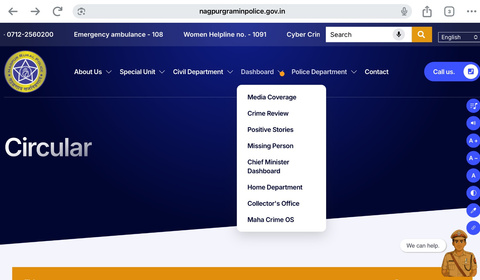 nagpurgraminpolice.gov.in
3
· 0712-2560200 Emergency ambulance - 108 Women Helpline no. - 1091 Cyber Crin Search English
About Us Special Unit Civil Department Dashboard Police Department Contact Call us.
Media Coverage
Crime Review
Positive Stories
Missing Person
Chief Minister
Dashboard
Home Department
Collector's Office
Maha Crime OS
Circular
A +
A −
A
We can help.